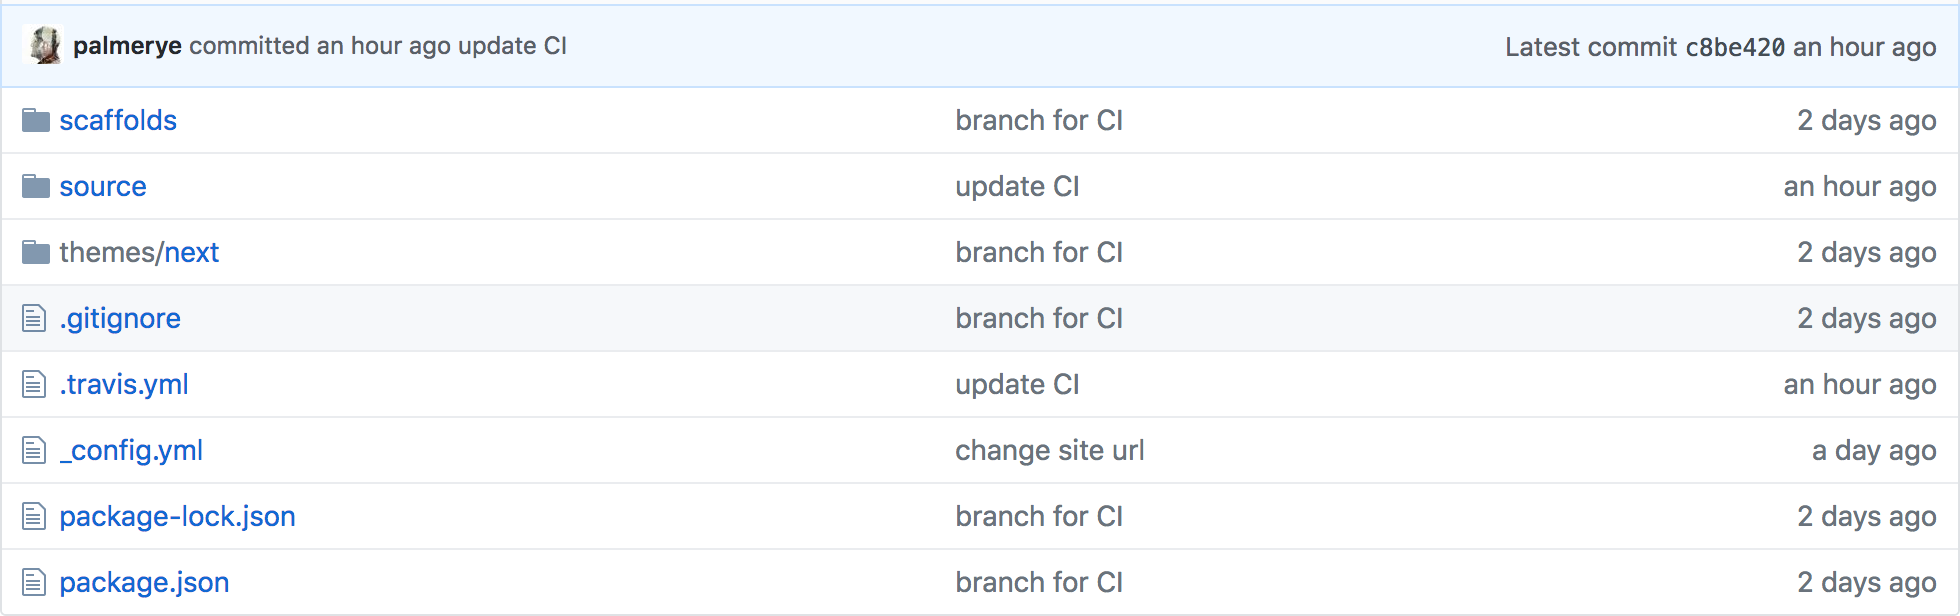 palmerye committed an hour ago update CI Latest commit c8be420 an hour ago
scaffolds branch for CI 2 days ago
source update CI an hour ago
themes/next branch for CI 2 days ago
.gitignore branch for CI 2 days ago
.travis.yml update CI an hour ago
_config.yml change site url a day ago
package-lock.json branch for CI 2 days ago
package.json branch for CI 2 days ago